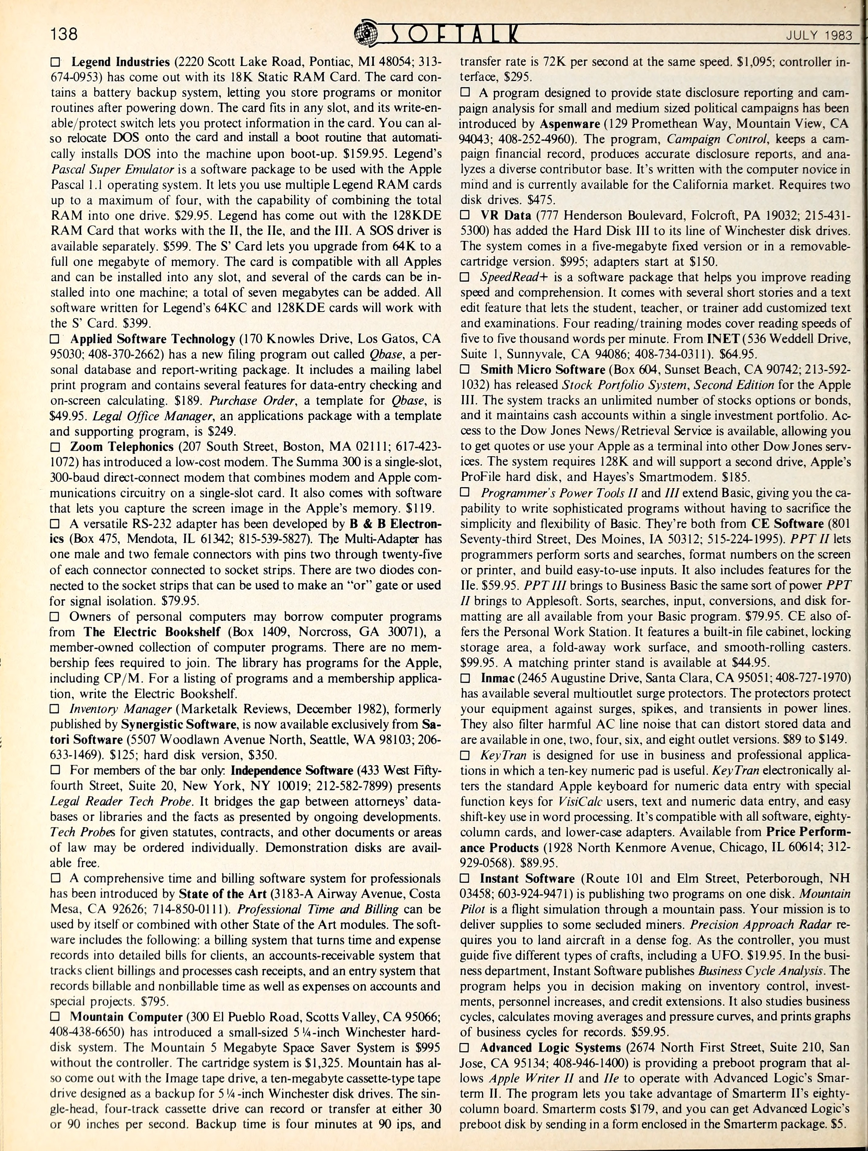 138
SOFTALK
JULY 1983
□ Legend Industries (2220 Scott Lake Road, Pontiac, MI 48054; 313-
674-0953) has come out with its 18K Static RAM Card. The card con-
tains a battery backup system, letting you store programs or monitor
routines after powering down. The card fits in any slot, and its write-en-
able/protect switch lets you protect information in the card. You can al-
so relocate DOS onto the card and install a boot routine that automati-
cally installs DOS into the machine upon boot-up. $159.95. Legend's
Pascal Super Emulator is a software package to be used with the Apple
Pascal 1.1 operating system. It lets you use multiple Legend RAM cards
up to a maximum of four, with the capability of combining the total
RAM into one drive. $29.95. Legend has come out with the 128KDE
RAM Card that works with the II, the IIe, and the III. A SOS driver is
available separately. $599. The S' Card lets you upgrade from 64K to a
full one megabyte of memory. The card is compatible with all Apples
and can be installed into any slot, and several of the cards can be in-
stalled into one machine; a total of seven megabytes can be added. All
software written for Legend's 64KC and 128KDE cards will work with
the S' Card. $399.
□ Applied Software Technology (170 Knowles Drive, Los Gatos, CA
95030; 408-370-2662) has a new filing program out called Qbase, a per-
sonal database and report-writing package. It includes a mailing label
print program and contains several features for data-entry checking and
on-screen calculating. $189. Purchase Order, a template for Qbase, is
$49.95. Legal Office Manager, an applications package with a template
and supporting program, is $249.
□ Zoom Telephonics (207 South Street, Boston, MA 02111; 617-423-
1072) has introduced a low-cost modem. The Summa 300 is a single-slot,
300-baud direct-connect modem that combines modem and Apple com-
munications circuitry on a single-slot card. It also comes with software
that lets you capture the screen image in the Apple's memory. $119.
□ A versatile RS-232 adapter has been developed by B & B Electron-
ics (Box 475, Mendota, IL 61342; 815-539-5827). The Multi-Adapter has
one male and two female connectors with pins two through twenty-five
of each connector connected to socket strips. There are two diodes con-
nected to the socket strips that can be used to make an "or" gate or used
for signal isolation. $79.95.
□ Owners of personal computers may borrow computer programs
from The Electric Bookshelf (Box 1409, Norcross, GA 30071), a
member-owned collection of computer programs. There are no mem-
bership fees required to join. The library has programs for the Apple,
including CP/M. For a listing of programs and a membership applica-
tion, write the Electric Bookshelf.
□ Inventory Manager (Marketalk Reviews, December 1982), formerly
published by Synergistic Software, is now available exclusively from Sa-
tori Software (5507 Woodlawn Avenue North, Seattle, WA 98103; 206-
633-1469). $125; hard disk version, $350.
□ For members of the bar only: Independence Software (433 West Fifty-
fourth Street, Suite 20, New York, NY 10019; 212-582-7899) presents
Legal Reader Tech Probe. It bridges the gap between attorneys' data-
bases or libraries and the facts as presented by ongoing developments.
Tech Probes for given statutes, contracts, and other documents or areas
of law may be ordered individually. Demonstration disks are avail-
able free.
□ A comprehensive time and billing software system for professionals
has been introduced by State of the Art (3183-A Airway Avenue, Costa
Mesa, CA 92626; 714-850-0111). Professional Time and Billing can be
used by itself or combined with other State of the Art modules. The soft-
ware includes the following: a billing system that turns time and expense
records into detailed bills for clients, an accounts-receivable system that
tracks client billings and processes cash receipts, and an entry system that
records billable and nonbillable time as well as expenses on accounts and
special projects. $795.
□ Mountain Computer (300 El Pueblo Road, Scotts Valley, CA 95066;
408-438-6650) has introduced a small-sized 5¼-inch Winchester hard-
disk system. The Mountain 5 Megabyte Space Saver System is $995
without the controller. The cartridge system is $1,325. Mountain has al-
so come out with the Image tape drive, a ten-megabyte cassette-type tape
drive designed as a backup for 5¼-inch Winchester disk drives. The sin-
gle-head, four-track cassette drive can record or transfer at either 30
or 90 inches per second. Backup time is four minutes at 90 ips, and
transfer rate is 72K per second at the same speed. $1,095; controller in-
terface, $295.
□ A program designed to provide state disclosure reporting and cam-
paign analysis for small and medium sized political campaigns has been
introduced by Aspenware (129 Promethean Way, Mountain View, CA
94043; 408-252-4960). The program, Campaign Control, keeps a cam-
paign financial record, produces accurate disclosure reports, and ana-
lyzes a diverse contributor base. It's written with the computer novice in
mind and is currently available for the California market. Requires two
disk drives. $475.
□ VR Data (777 Henderson Boulevard, Folcroft, PA 19032; 215-431-
5300) has added the Hard Disk III to its line of Winchester disk drives.
The system comes in a five-megabyte fixed version or in a removable-
cartridge version. $995; adapters start at $150.
□ SpeedRead+ is a software package that helps you improve reading
speed and comprehension. It comes with several short stories and a text
edit feature that lets the student, teacher, or trainer add customized text
and examinations. Four reading/training modes cover reading speeds of
five to five thousand words per minute. From INET (536 Weddell Drive,
Suite 1, Sunnyvale, CA 94086; 408-734-0311). $64.95.
□ Smith Micro Software (Box 604, Sunset Beach, CA 90742; 213-592-
1032) has released Stock Portfolio System, Second Edition for the Apple
III. The system tracks an unlimited number of stocks options or bonds,
and it maintains cash accounts within a single investment portfolio. Ac-
cess to the Dow Jones News/Retrieval Service is available, allowing you
to get quotes or use your Apple as a terminal into other Dow Jones serv-
ices. The system requires 128K and will support a second drive, Apple's
ProFile hard disk, and Hayes's Smartmodem. $185.
□ Programmer's Power Tools II and III extend Basic, giving you the ca-
pability to write sophisticated programs without having to sacrifice the
simplicity and flexibility of Basic. They're both from CE Software (801
Seventy-third Street, Des Moines, IA 50312; 515-224-1995). PPT II lets
programmers perform sorts and searches, format numbers on the screen
or printer, and build easy-to-use inputs. It also includes features for the
IIe. $59.95. PPT III brings to Business Basic the same sort of power PPT
II brings to Applesoft. Sorts, searches, input, conversions, and disk for-
matting are all available from your Basic program. $79.95. CE also of-
fers the Personal Work Station. It features a built-in file cabinet, locking
storage area, a fold-away work surface, and smooth-rolling casters.
$99.95. A matching printer stand is available at $44.95.
□ Inmac (2465 Augustine Drive, Santa Clara, CA 95051; 408-727-1970)
has available several multioutlet surge protectors. The protectors protect
your equipment against surges, spikes, and transients in power lines.
They also filter harmful AC line noise that can distort stored data and
are available in one, two, four, six, and eight outlet versions. $89 to $149.
□ KeyTran is designed for use in business and professional applica-
tions in which a ten-key numeric pad is useful. KeyTran electronically al-
ters the standard Apple keyboard for numeric data entry with special
function keys for VisiCalc users, text and numeric data entry, and easy
shift-key use in word processing. It's compatible with all software, eighty-
column cards, and lower-case adapters. Available from Price Perform-
ance Products (1928 North Kenmore Avenue, Chicago, IL 60614; 312-
929-0568). $89.95.
□ Instant Software (Route 101 and Elm Street, Peterborough, NH
03458; 603-924-9471) is publishing two programs on one disk. Mountain
Pilot is a flight simulation through a mountain pass. Your mission is to
deliver supplies to some secluded miners. Precision Approach Radar re-
quires you to land aircraft in a dense fog. As the controller, you must
guide five different types of crafts, including a UFO. $19.95. In the busi-
ness department, Instant Software publishes Business Cycle Analysis. The
program helps you in decision making on inventory control, invest-
ments, personnel increases, and credit extensions. It also studies business
cycles, calculates moving averages and pressure curves, and prints graphs
of business cycles for records. $59.95.
□ Advanced Logic Systems (2674 North First Street, Suite 210, San
Jose, CA 95134; 408-946-1400) is providing a preboot program that al-
lows Apple Writer II and IIe to operate with Advanced Logic's Smar-
term II. The program lets you take advantage of Smarterm II's eighty-
column board. Smarterm costs $179, and you can get Advanced Logic's
preboot disk by sending in a form enclosed in the Smarterm package. $5.